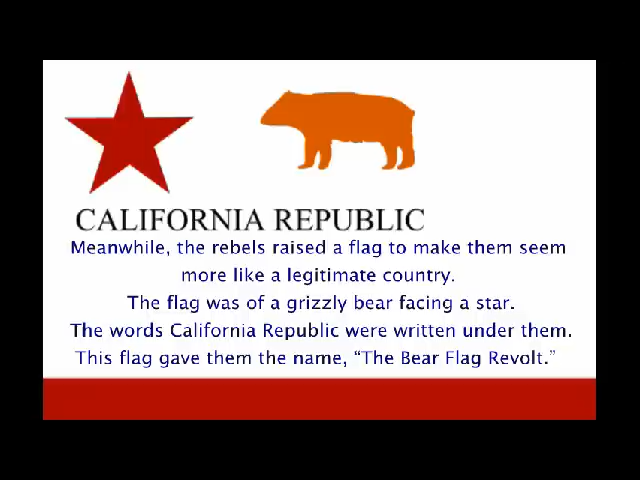 CALIFORNIA REPUBLIC
Meanwhile, the rebels raised a flag to make them seem
more like a legitimate country.
The flag was of a grizzly bear facing a star.
The words California Republic were written under them.
This flag gave them the name, “The Bear Flag Revolt.”